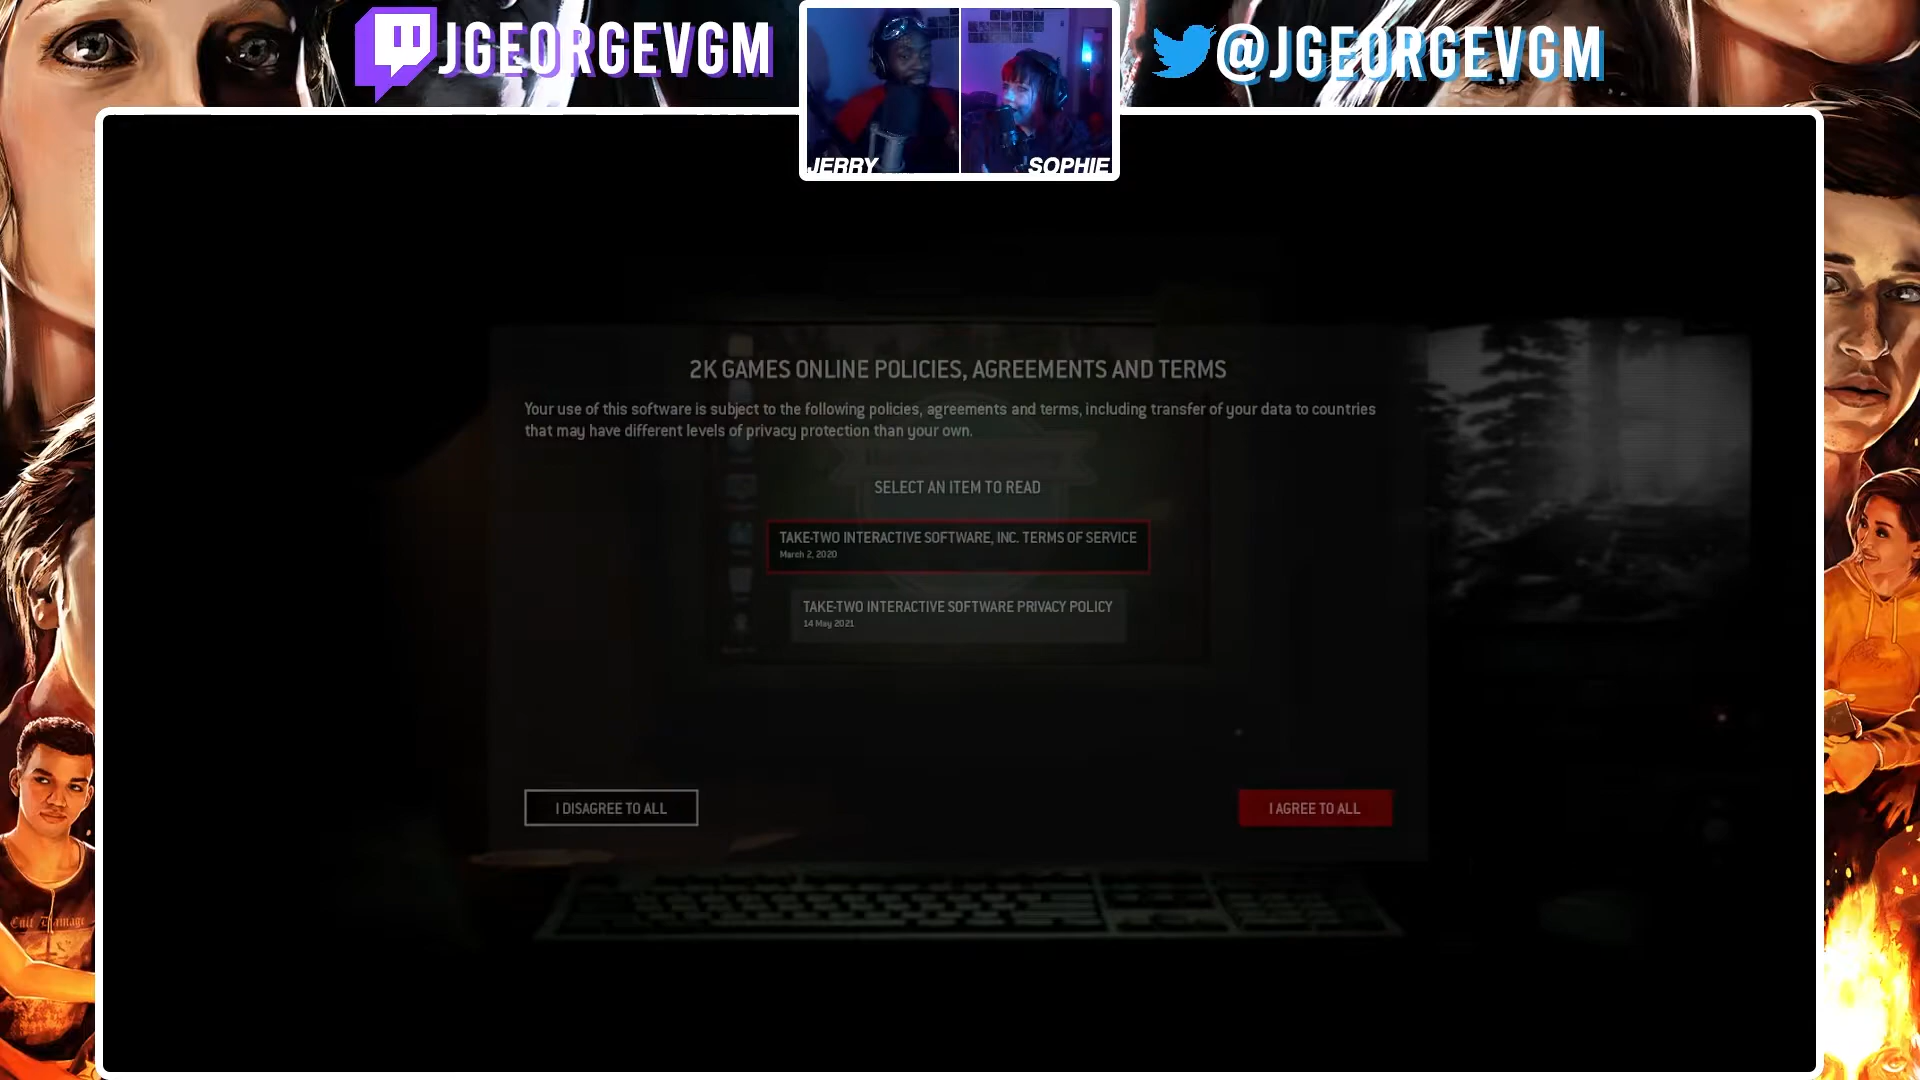 JGEORGEVGM
@JGEORGEVGM
JERRY
SOPHIE
2K GAMES ONLINE POLICIES, AGREEMENTS AND TERMS
Your use of this software is subject to the following policies, agreements and terms, including transfer of your data to countries
that may have different levels of privacy protection than your own.
SELECT AN ITEM TO READ
TAKE-TWO INTERACTIVE SOFTWARE, INC. TERMS OF SERVICE
March 2, 2020
TAKE-TWO INTERACTIVE SOFTWARE PRIVACY POLICY
14 May 2021
I DISAGREE TO ALL
I AGREE TO ALL
Cult Damage